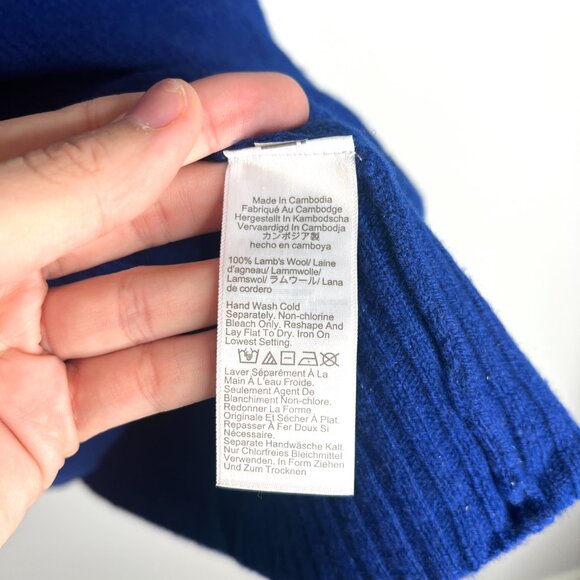 Made In Cambodia
Fabriqué Au Cambodge
Hergestellt In Kambodscha
Vervaardigd In Cambodja
カンボジア製
hecho en camboya
100% Lamb's Wool/ Laine
d'agneau/ Lammwolle/
Lamswol/ ラムウール/ Lana
de cordero
Hand Wash Cold
Separately. Non-chlorine
Bleach Only. Reshape And
Lay Flat To Dry. Iron On
Lowest Setting.
Laver Séparément À La
Main À L'eau Froide.
Seulement Agent De
Blanchiment Non-chlore.
Redonner La Forme
Originale Et Sécher À Plat.
Repasser À Fer Doux Si
Nécessaire.
Separate Handwäsche Kalt.
Nur Chlorfreies Bleichmittel
Verwenden. In Form Ziehen
Und Zum Trocknen